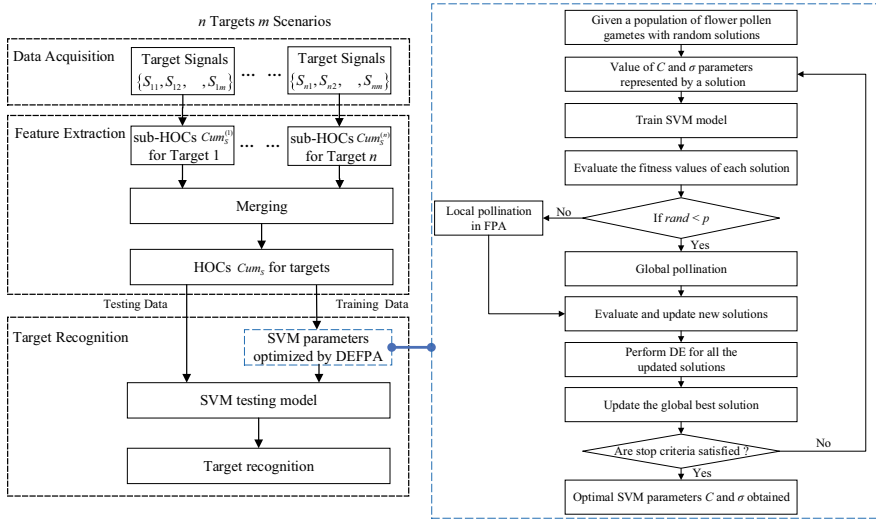 n Targets m Scenarios
Data Acquisition
Target Signals
{S11, S12, , S1m}
... ...
Target Signals
{Sn1, Sn2, , Snm}
Feature Extraction
sub-HOCs CumS(1)
for Target 1
... ...
sub-HOCs CumS(n)
for Target n
Merging
HOCs CumS for targets
Testing Data
Training Data
Target Recognition
SVM parameters
optimized by DEFPA
SVM testing model
Target recognition
Given a population of flower pollen
gametes with random solutions
Value of C and σ parameters
represented by a solution
Train SVM model
Evaluate the fitness values of each solution
If rand < p
No
Local pollination
in FPA
Yes
Global pollination
Evaluate and update new solutions
Perform DE for all the
updated solutions
Update the global best solution
Are stop criteria satisfied ?
No
Yes
Optimal SVM parameters C and σ obtained